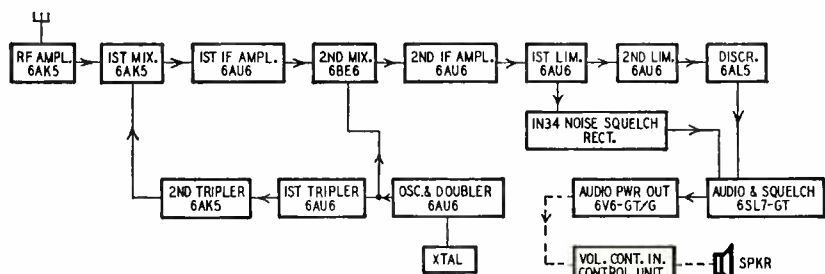 RF AMPL.
6AK5
IST MIX.
6AK5
IST IF AMPL.
6AU6
2ND MIX.
6BE6
2ND IF AMPL.
6AU6
IST LIM.
6AU6
2ND LIM.
6AU6
DISCR.
6AL5
IN34 NOISE SQUELCH
RECT.
2ND TRIPLER
6AK5
IST TRIPLER
6AU6
OSC.& DOUBLER
6AU6
AUDIO PWR OUT
6V6-GT/G
AUDIO & SQUELCH
6SL7-GT
XTAL
VOL. CONT. IN.
CONTROL UNIT
SPKR